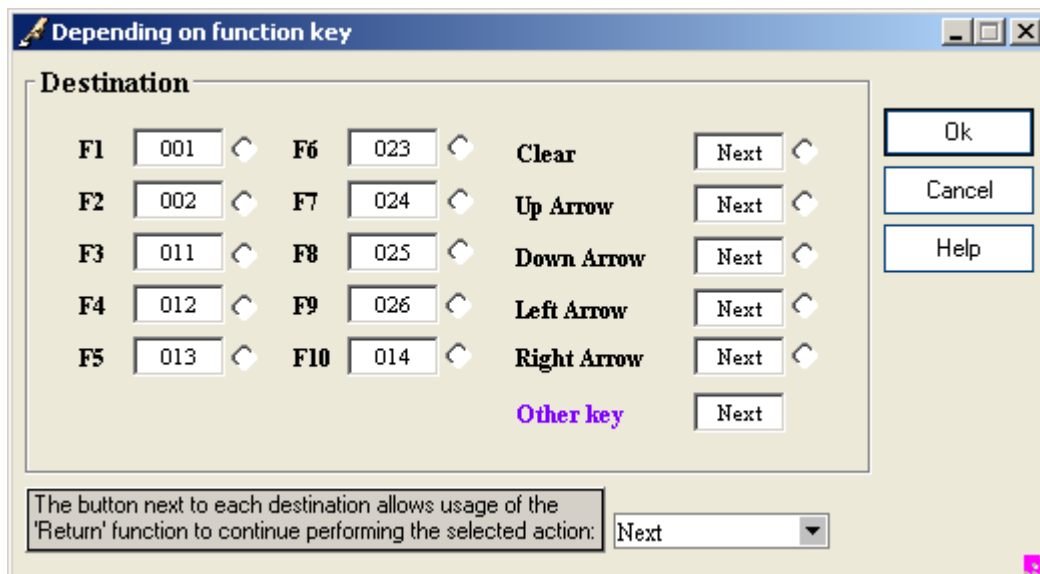 Depending on function key
Destination
F1 001 F6 023 Clear Next
F2 002 F7 024 Up Arrow Next
F3 011 F8 025 Down Arrow Next
F4 012 F9 026 Left Arrow Next
F5 013 F10 014 Right Arrow Next
Other key Next
Ok
Cancel
Help
The button next to each destination allows usage of the
'Return' function to continue performing the selected action:
Next